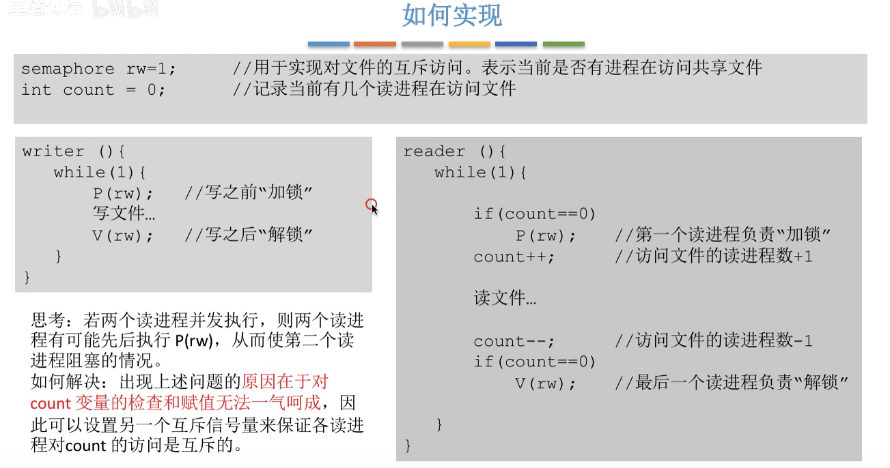 如何实现
semaphore rw=1; //用于实现对文件的互斥访问。表示当前是否有进程在访问共享文件
int count = 0; //记录当前有几个读进程在访问文件
writer (){
while(1){
P(rw); //写之前“加锁”
写文件…
V(rw); //写之后“解锁”
}
}
思考：若两个读进程并发执行，则两个读进
程有可能先后执行 P(rw)，从而使第二个读
进程阻塞的情况。
如何解决：出现上述问题的原因在于对
count 变量的检查和赋值无法一气呵成，因
此可以设置另一个互斥信号量来保证各读进
程对count 的访问是互斥的。
reader (){
while(1){
if(count==0)
P(rw); //第一个读进程负责“加锁”
count++; //访问文件的读进程数+1
读文件…
count--; //访问文件的读进程数-1
if(count==0)
V(rw); //最后一个读进程负责“解锁”
}
}